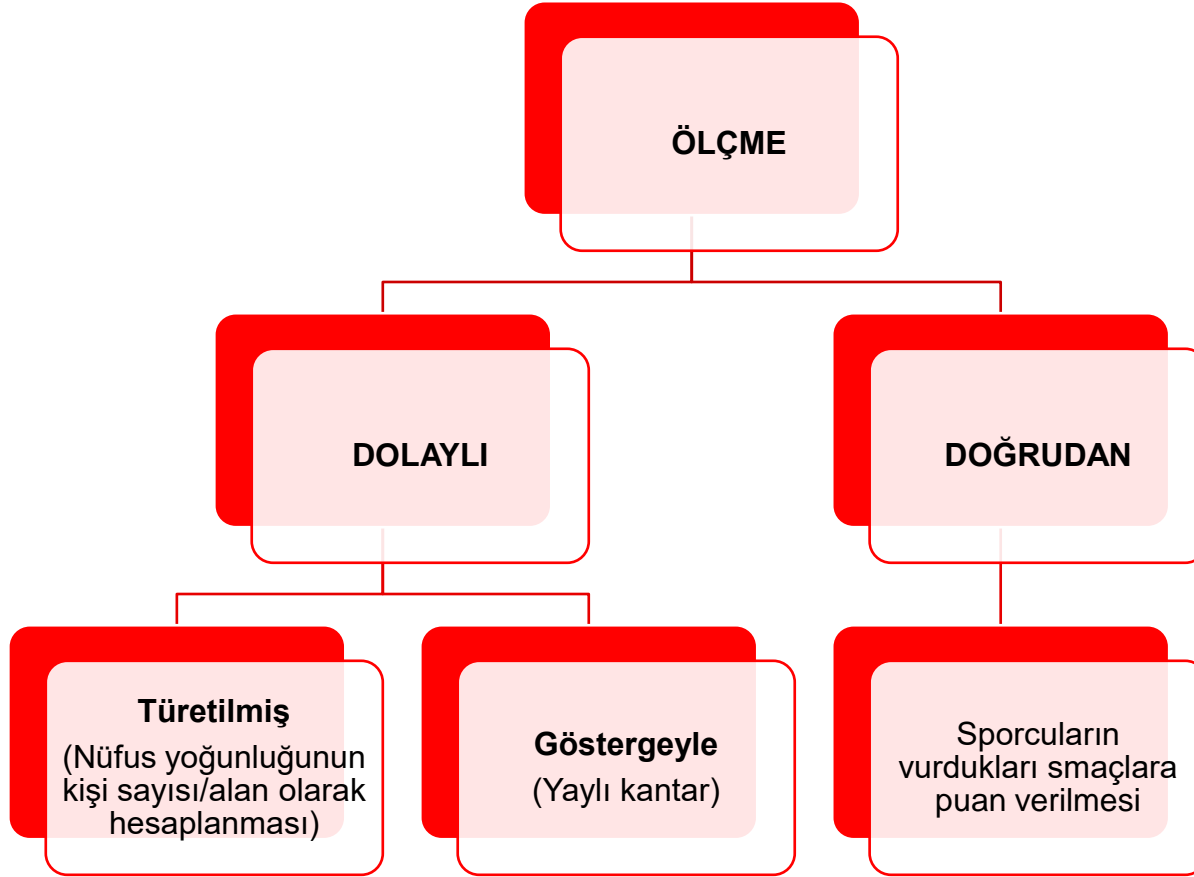 ÖLÇME
DOLAYLI
DOĞRUDAN
Türetilmiş
(Nüfus yoğunluğunun
kişi sayısı/alan olarak
hesaplanması)
Göstergeyle
(Yaylı kantar)
Sporcuların
vurdukları smaçlara
puan verilmesi